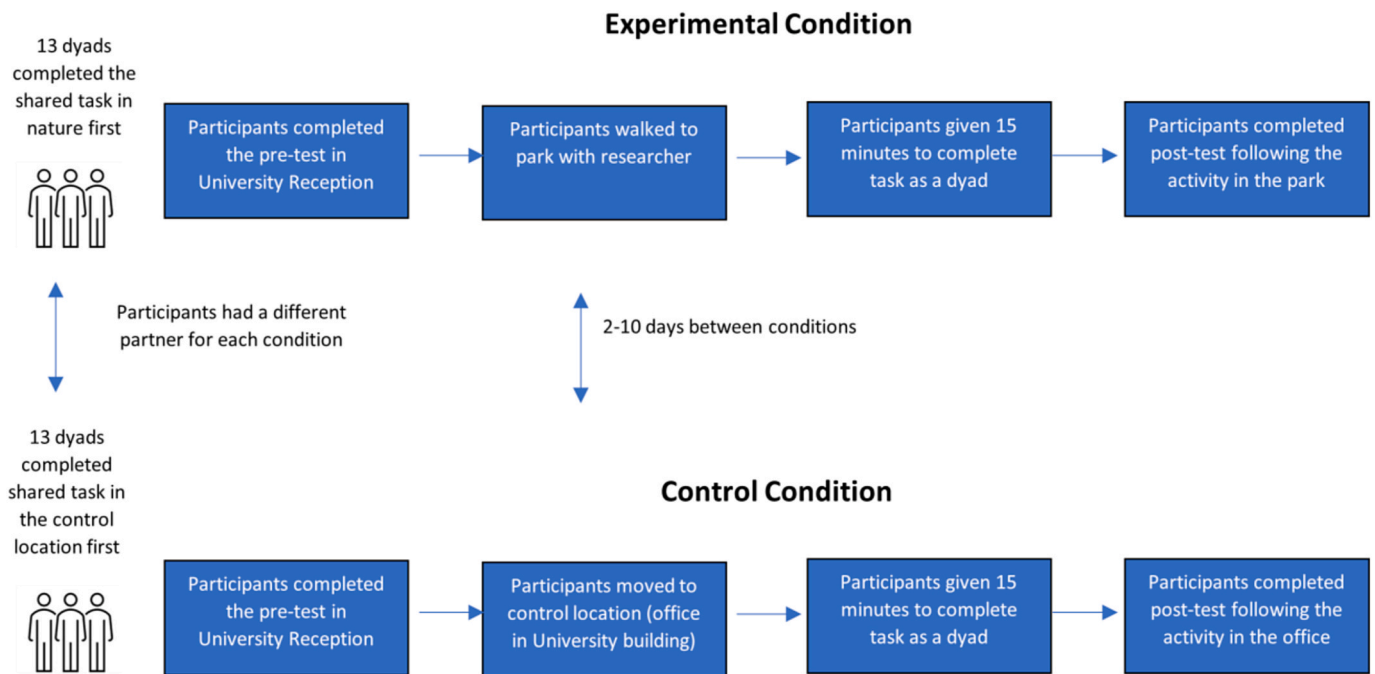 Experimental Condition
13 dyads
completed the
shared task in
nature first
Participants completed
the pre-test in
University Reception
Participants walked to
park with researcher
Participants given 15
minutes to complete
task as a dyad
Participants completed
post-test following the
activity in the park
Participants had a different
partner for each condition
2-10 days between conditions
13 dyads
completed
shared task in
the control
location first
Control Condition
Participants completed
the pre-test in
University Reception
Participants moved to
control location (office
in University building)
Participants given 15
minutes to complete
task as a dyad
Participants completed
post-test following the
activity in the office